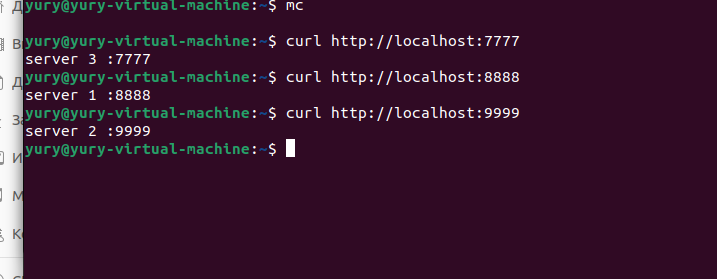 yury@yury-virtual-machine:~$ mc
yury@yury-virtual-machine:~$ curl http://localhost:7777
server 3 :7777
yury@yury-virtual-machine:~$ curl http://localhost:8888
server 1 :8888
yury@yury-virtual-machine:~$ curl http://localhost:9999
server 2 :9999
yury@yury-virtual-machine:~$